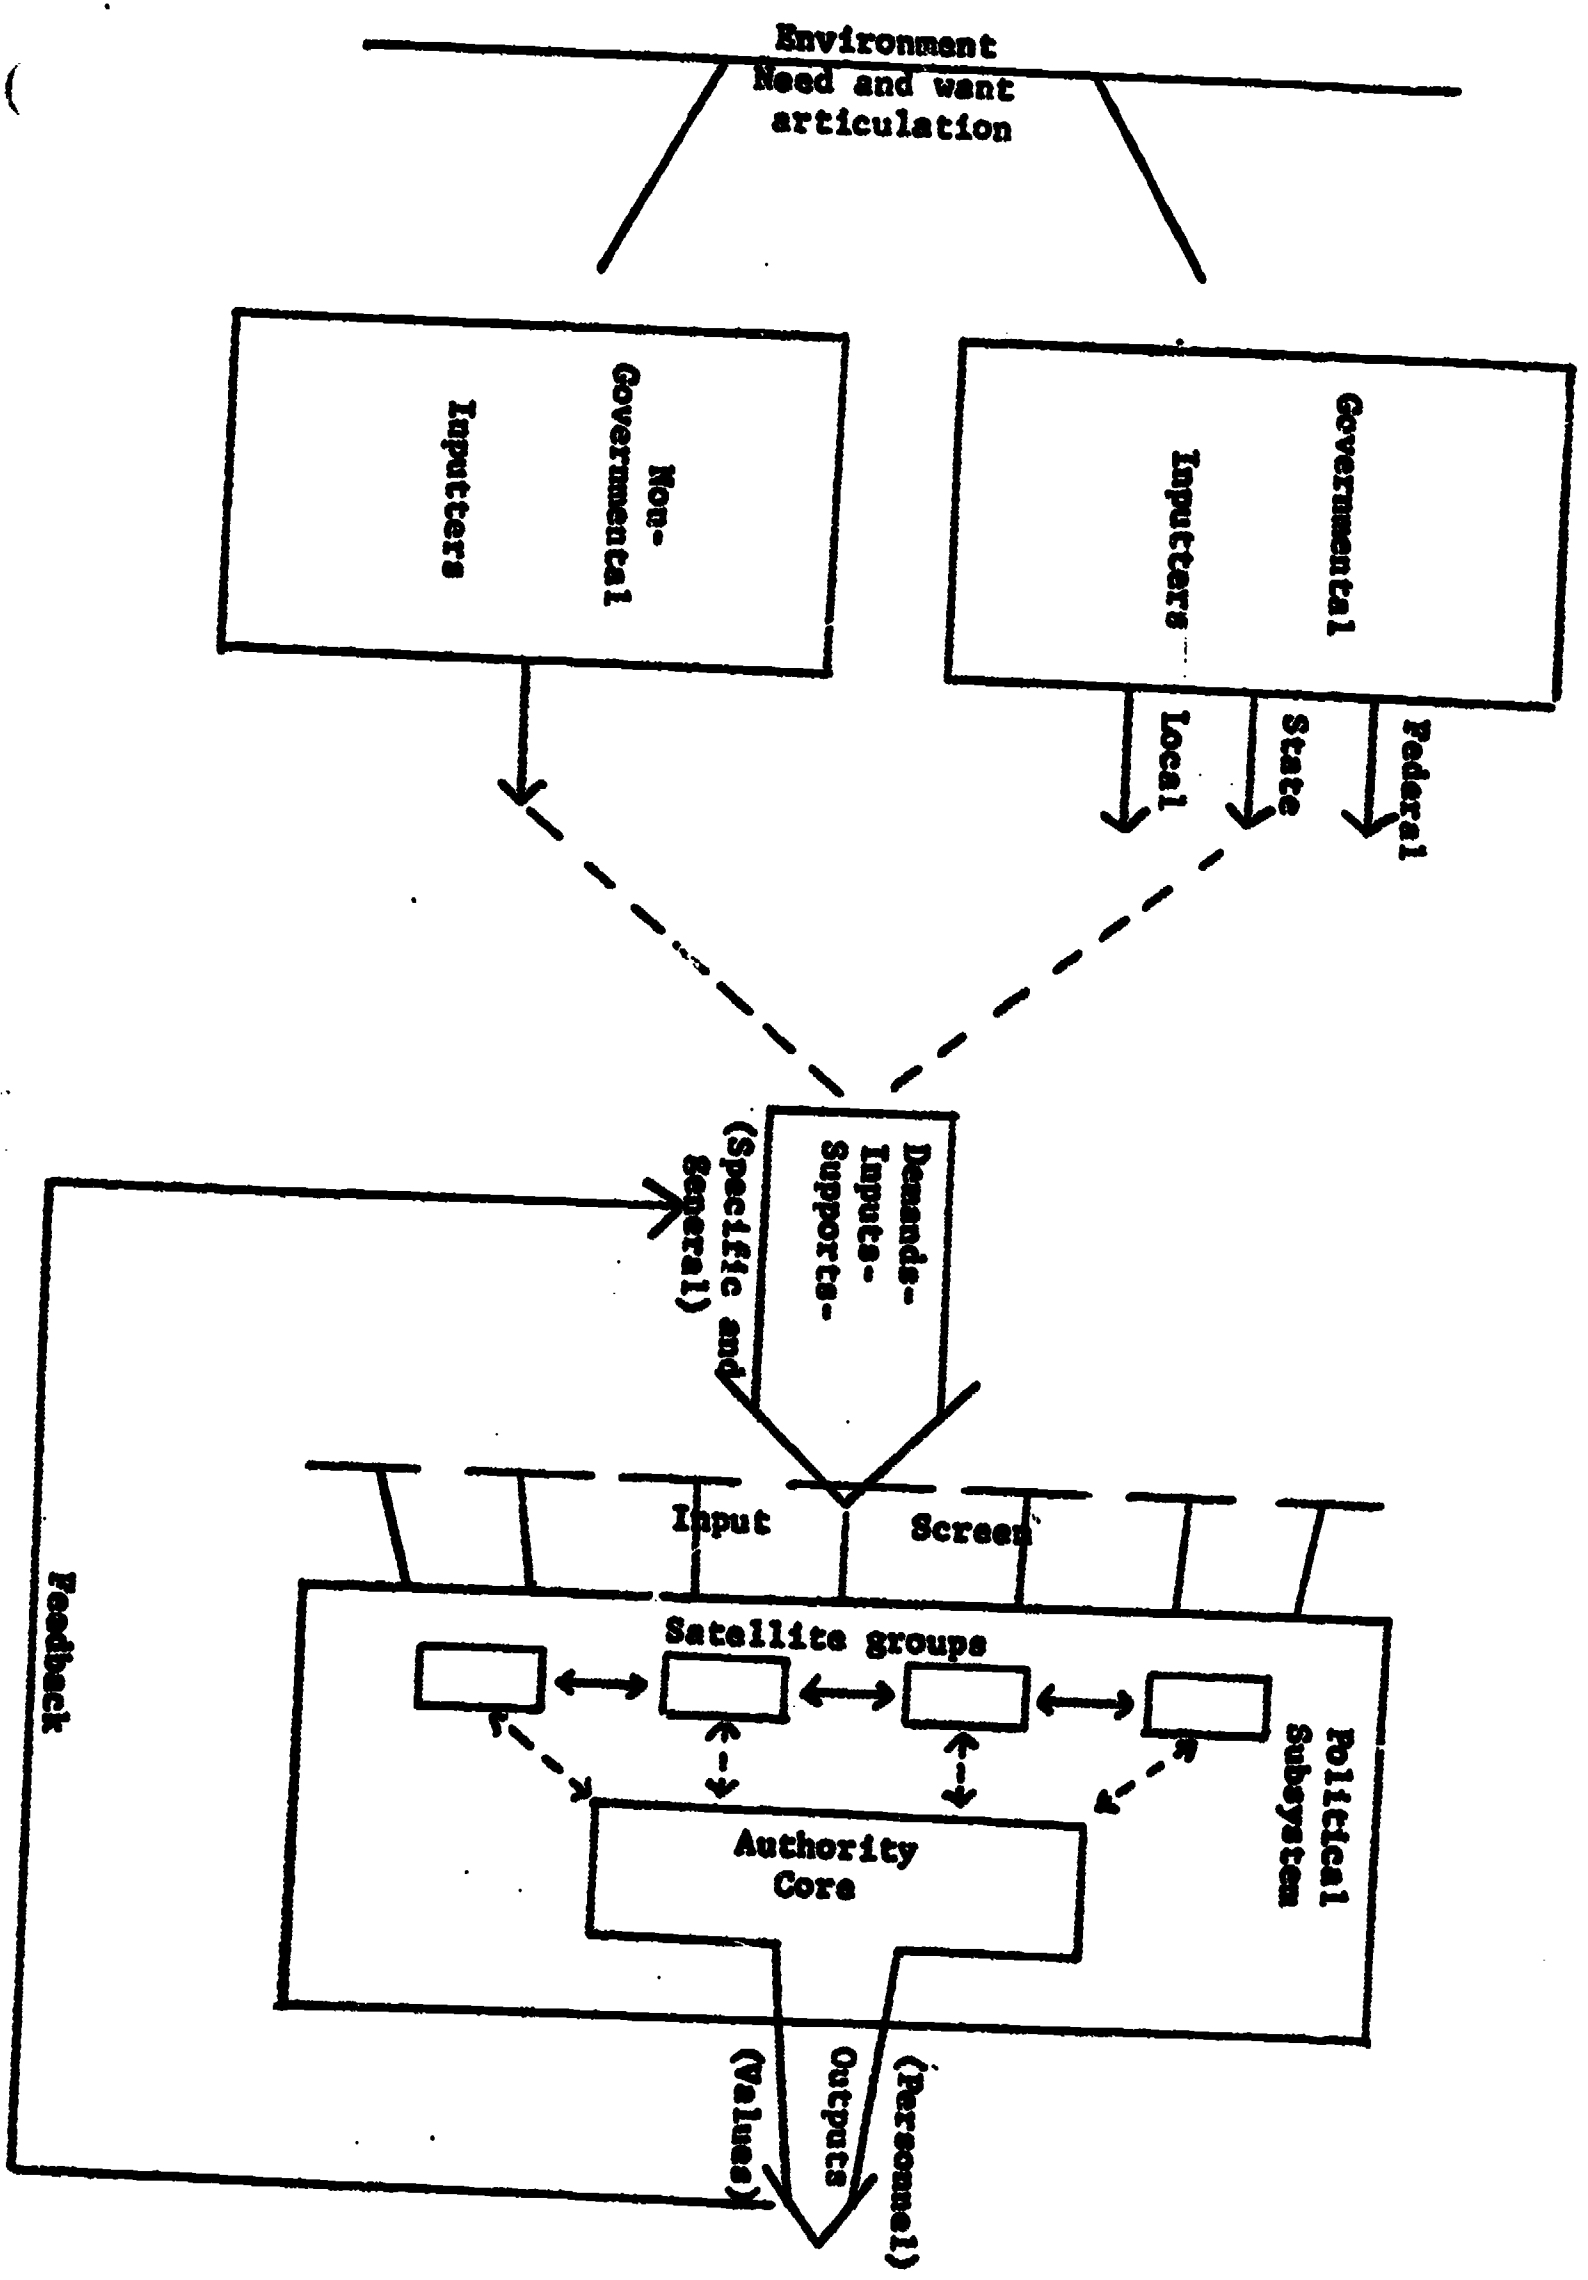 Environment
Need and want
articulation
Governmental
Inputters
Non-
Governmental
Inputters
Federal
State
Local
Demands-
Inputs-
Supports-
(Specific and
general)
Input Screen
Satellite groups
Political
Subsystem
Authority
Core
(Personnel)
Outputs
(Values)
Feedback